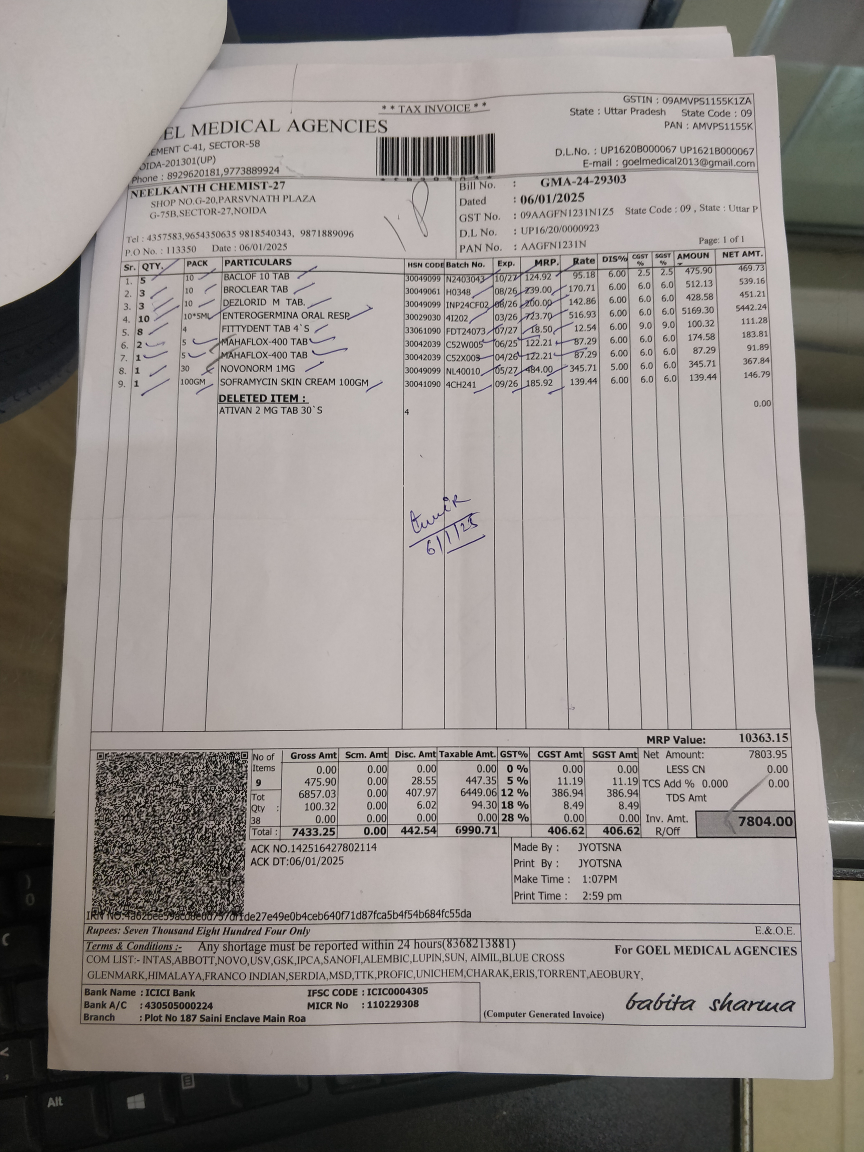 ** TAX INVOICE **
GSTIN : 09AMVPS1155K1ZA
State : Uttar Pradesh State Code : 09
PAN : AMVPS1155K
OEL MEDICAL AGENCIES
EMENT C-41, SECTOR-58
OIDA-201301(UP)
Phone : 8929620181,9773889924
D.L.No. : UP1620B000067 UP1621B000067
E-mail : goelmedical2013@gmail.com
NEELKANTH CHEMIST-27
SHOP NO.G-20,PARSVNATH PLAZA
G-75B,SECTOR-27,NOIDA
Tel : 4357583,9654350635 9818540343, 9871889096
P.O No. : 113350 Date : 06/01/2025
Bill No. : GMA-24-29303
Dated : 06/01/2025
GST No. : 09AAGFN1231N1Z5 State Code : 09 , State : Uttar P
D.L No. : UP16/20/0000923
PAN No. : AAGFN1231N
Page: 1 of 1
Sr. QTY. PACK PARTICULARS HSN CODE Batch No. Exp. MRP. Rate DIS% CGST % SGST % AMOUN NET AMT.
1. 5 10 BACLOF 10 TAB 30049099 N2403043 10/27 124.92 95.18 6.00 2.5 2.5 475.90 469.73
2. 3 10 BROCLEAR TAB 30049061 H0348 08/26 239.00 170.71 6.00 6.0 6.0 512.13 539.16
3. 3 10 DEZLORID M TAB. 30049099 INP24CF02 08/26 200.00 142.86 6.00 6.0 6.0 428.58 451.21
4. 10 10*5ML ENTEROGERMINA ORAL RESP 30029030 4I202 03/26 723.70 516.93 6.00 6.0 6.0 5169.30 5442.24
5. 8 4 FITTYDENT TAB 4`S 33061090 FDT24073 07/27 18.50 12.54 6.00 9.0 9.0 100.32 111.28
6. 2 5 MAHAFLOX-400 TAB 30042039 C52W005 06/25 122.21 87.29 6.00 6.0 6.0 174.58 183.81
7. 1 5 MAHAFLOX-400 TAB 30042039 C52X003 04/26 122.21 87.29 6.00 6.0 6.0 87.29 91.89
8. 1 30 NOVONORM 1MG 30049099 NL40010 05/27 484.00 345.71 5.00 6.0 6.0 345.71 367.84
9. 1 100GM SOFRAMYCIN SKIN CREAM 100GM 30041090 4CH241 09/26 185.92 139.44 6.00 6.0 6.0 139.44 146.79
DELETED ITEM :
ATIVAN 2 MG TAB 30`S 4 0.00
6/1/25
MRP Value: 10363.15
No of Items 9 Tot Qty : 38
Gross Amt Scm. Amt Disc. Amt Taxable Amt. GST% CGST Amt SGST Amt
0.00 0.00 0.00 0.00 0 % 0.00 0.00
475.90 0.00 28.55 447.35 5 % 11.19 11.19
6857.03 0.00 407.97 6449.06 12 % 386.94 386.94
100.32 0.00 6.02 94.30 18 % 8.49 8.49
0.00 0.00 0.00 0.00 28 % 0.00 0.00
Total : 7433.25 0.00 442.54 6990.71 406.62 406.62
Net Amount: 7803.95
LESS CN 0.00
TCS Add % 0.000 0.00
TDS Amt
Inv. Amt. 7804.00
R/Off
ACK NO.142516427802114
ACK DT:06/01/2025
Made By : JYOTSNA
Print By : JYOTSNA
Make Time : 1:07PM
Print Time : 2:59 pm
Rupees: Seven Thousand Eight Hundred Four Only
E.&O.E.
Terms & Conditions :- Any shortage must be reported within 24 hours(8368213881)
COM LIST:- INTAS,ABBOTT,NOVO,USV,GSK,IPCA,SANOFI,ALEMBIC,LUPIN,SUN, AIMIL,BLUE CROSS
GLENMARK,HIMALAYA,FRANCO INDIAN,SERDIA,MSD,TTK,PROFIC,UNICHEM,CHARAK,ERIS,TORRENT,AEOBURY,
For GOEL MEDICAL AGENCIES
Bank Name : ICICI Bank IFSC CODE : ICIC0004305
Bank A/C : 430505000224 MICR No : 110229308
Branch : Plot No 187 Saini Enclave Main Roa
(Computer Generated Invoice)
babita sharma
Alt